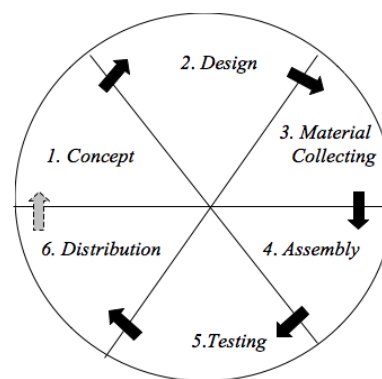 2. Design
3. Material
Collecting
1. Concept
6. Distribution
4. Assembly
5.Testing